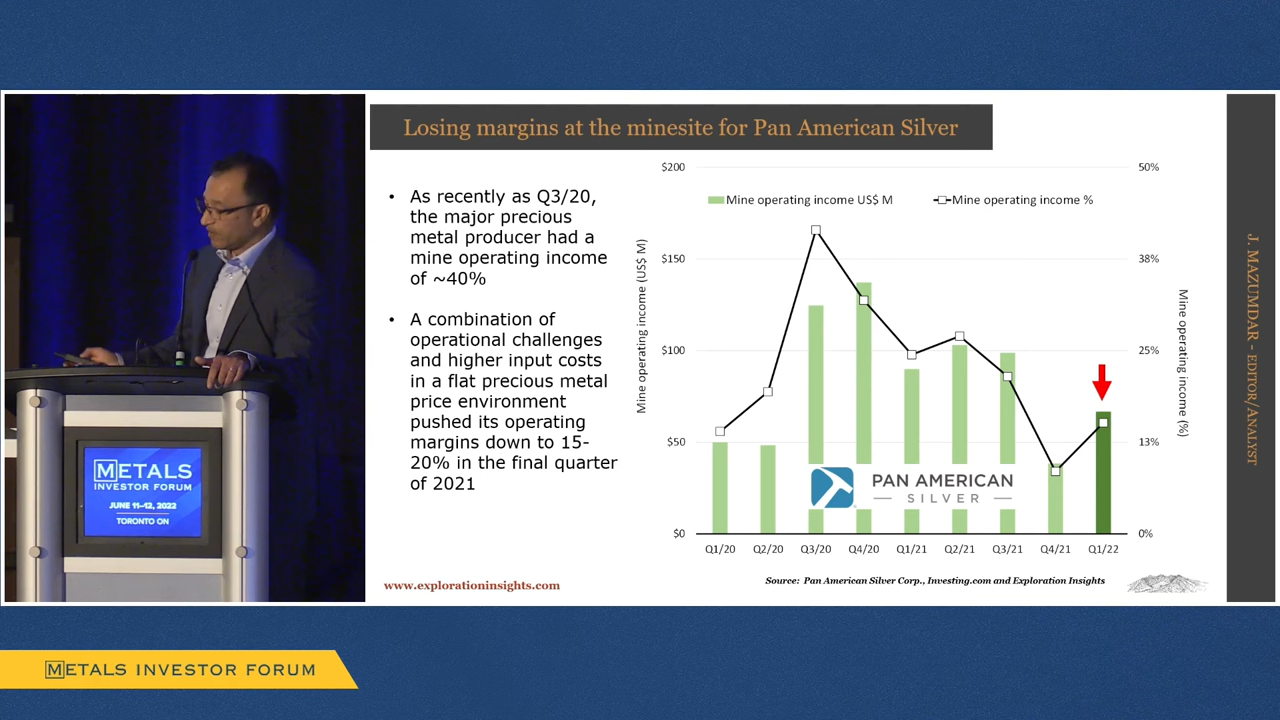 Losing margins at the minesite for Pan American Silver
• As recently as Q3/20,
the major precious
metal producer had a
mine operating income
of ~40%
• A combination of
operational challenges
and higher input costs
in a flat precious metal
price environment
pushed its operating
margins down to 15-
20% in the final quarter
of 2021
www.explorationinsights.com
Mine operating income US$ M
Mine operating income %
Mine operating income (US$ M)
$200
$150
$100
$50
$0
50%
38%
25%
13%
0%
Mine operating income (%)
PAN AMERICAN
SILVER
Q1/20 Q2/20 Q3/20 Q4/20 Q1/21 Q2/21 Q3/21 Q4/21 Q1/22
Source: Pan American Silver Corp., Investing.com and Exploration Insights
J. MAZUMDAR - EDITOR/ANALYST
METALS
INVESTOR FORUM
JUNE 11-12, 2022
TORONTO ON
METALS INVESTOR FORUM